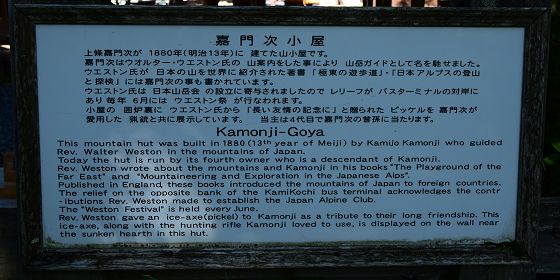 嘉門次小屋
上條嘉門次が 1880年(明治13年)に 建てた山小屋です。
嘉門次はウオルター・ウエストン氏の 山案内をした事により 山岳ガイドとして名を馳せました。
ウエストン氏が 日本の山を世界に紹介された著書「極東の遊歩道」・「日本アルプスの登山
と探検」には嘉門次の事も書かれています。
ウエストン氏は 日本山岳会 の設立に寄与されましたので レリーフが バスターミナルの対岸に
あり毎年 6月には ウエストン祭 が行なわれます。
小屋の 囲炉裏に ウエストン氏から「長い友情の記念に」と贈られた ピッケルを 嘉門次が
愛用した 猟銃と共に展示しています。 当主は4代目で嘉門次の曾孫に当たります。
Kamonji-Goya
This mountain hut was built in 1880 (13th year of Meiji) by Kamijo Kamonji who guided
Rev. Walter Weston in the mountains of Japan.
Today the hut is run by its fourth owner who is a descendant of Kamonji.
Rev. Weston wrote about the mountains and Kamonji in his books "The Playground of the
Far East" and "Mountaineering and Exploration in the Japanese Alps".
Published in England, these books introduced the mountains of Japan to foreign countries.
The relief on the opposite bank of the KamiKochi bus terminal acknowledges the contr
-ibutions Rev. Weston made to establish the Japan Alpine Club.
The "Weston Festival" is held every June.
Rev. Weston gave an ice-axe(pickel) to Kamonji as a tribute to their long friendship. This
ice-axe, along with the hunting rifle Kamonji loved to use, is displayed on the wall near
the sunken hearth in this hut.